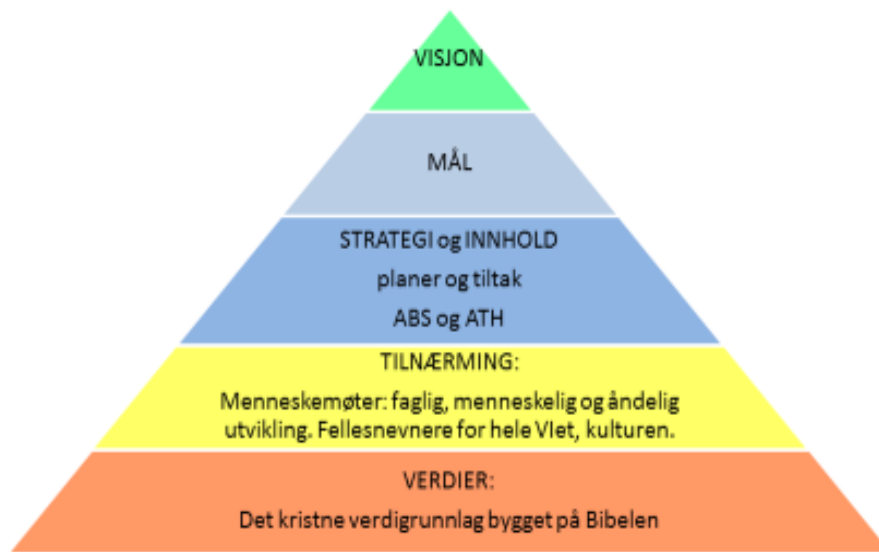 VISJON
MÅL
STRATEGI og INNHOLD
planer og tiltak
ABS og ATH
TILNÆRMING:
Menneskemøter: faglig, menneskelig og åndelig
utvikling. Fellesnevnere for hele VIet, kulturen.
VERDIER:
Det kristne verdigrunnlag bygget på Bibelen